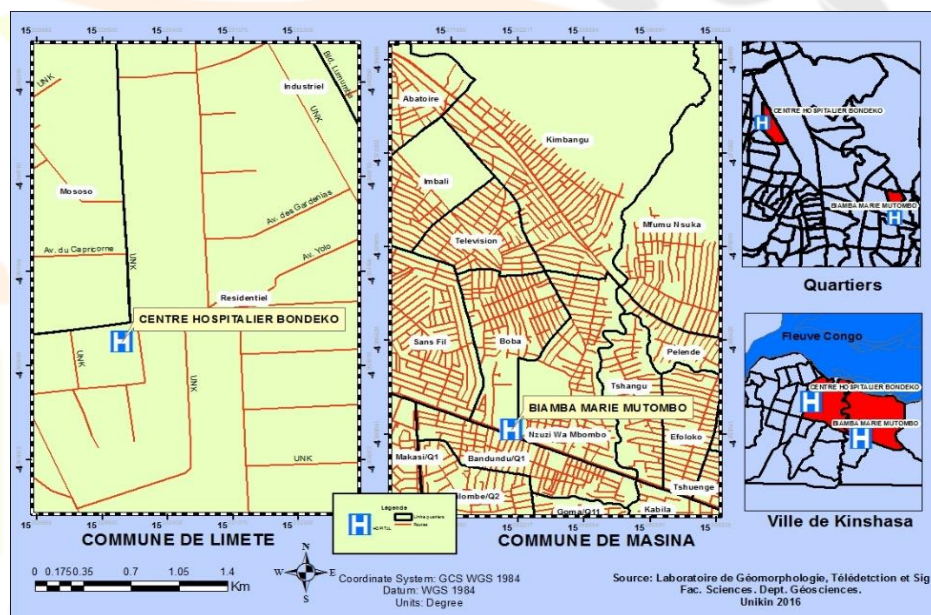 UNK
Bld. Lumumba
Industriel
UNK
Mososo
Av. des Gardenias
Av. du Capricorne
UNK
Av. Yolo
Residentiel
CENTRE HOSPITALIER BONDEKO
UNK
UNK
COMMUNE DE LIMETE
Abatoire
Kimbangu
Imbali
Television
Mfumu Nsuka
Sans Fil
Boba
Pelende
Tshangu
BIAMBA MARIE MUTOMBO
Nzuzi Wa Mbombo
Efoloko
Makasi/Q1
Bandundu/Q1
Tshuenge
lombe/Q2
Goma/Q11
Kabila
COMMUNE DE MASINA
CENTRE HOSPITALIER BONDEKO
H
BIAMBA MARIE MUTOMBO
H
Quartiers
Fleuve Congo
CENTRE HOSPITALIER BONDEKO
H
BIAMBA MARIE MUTOMBO
H
Ville de Kinshasa
Légende
H
HOPITAL
Limite quartiers
Routes
0 0.175 0.35 0.7 1.05 1.4
Km
N
W E
S
Coordinate System: GCS WGS 1984
Datum: WGS 1984
Units: Degree
Source: Laboratoire de Géomorphologie, Télédetction et Sig
Fac. Sciences. Dept. Géosciences.
Unikin 2016